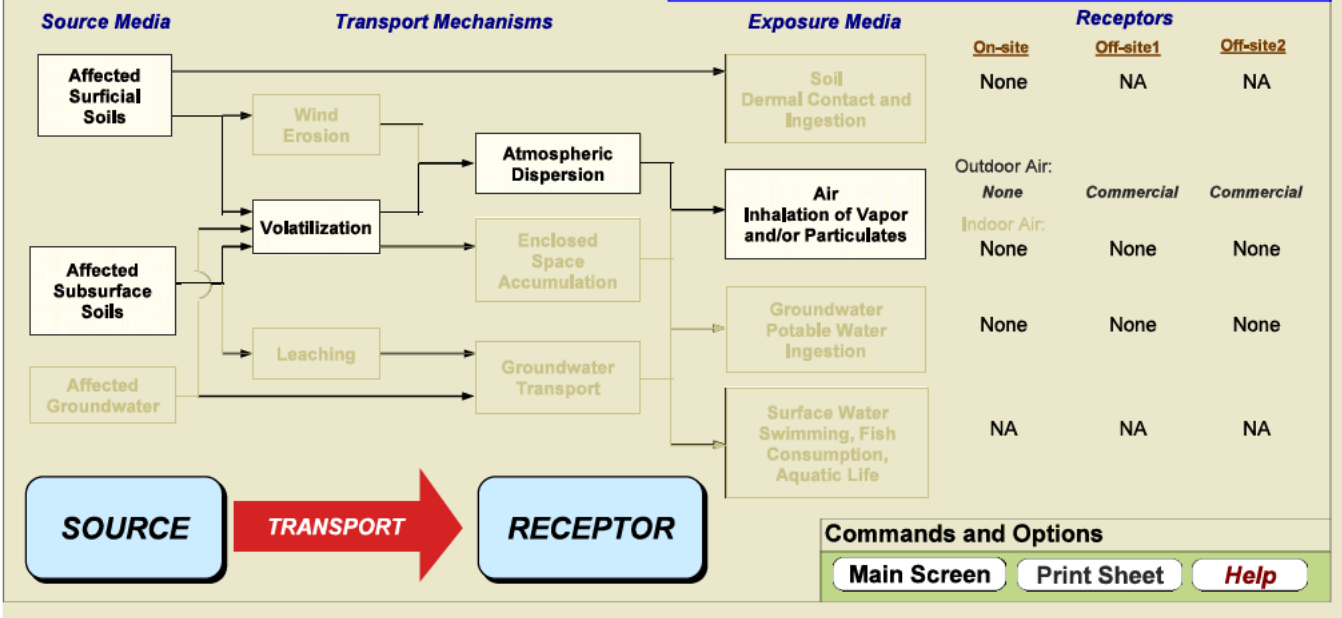 Source Media
Transport Mechanisms
Exposure Media
Receptors
On-site
Off-site1
Off-site2
Affected
Surficial
Soils
Wind
Erosion
Volatilization
Atmospheric
Dispersion
Enclosed
Space
Accumulation
Affected
Subsurface
Soils
Leaching
Groundwater
Transport
Affected
Groundwater
Soil
Dermal Contact and
Ingestion
None
NA
NA
Air
Inhalation of Vapor
and/or Particulates
Outdoor Air:
None
Commercial
Commercial
Indoor Air:
None
None
None
Groundwater
Potable Water
Ingestion
None
None
None
Surface Water
Swimming, Fish
Consumption,
Aquatic Life
NA
NA
NA
SOURCE
TRANSPORT
RECEPTOR
Commands and Options
Main Screen
Print Sheet
Help